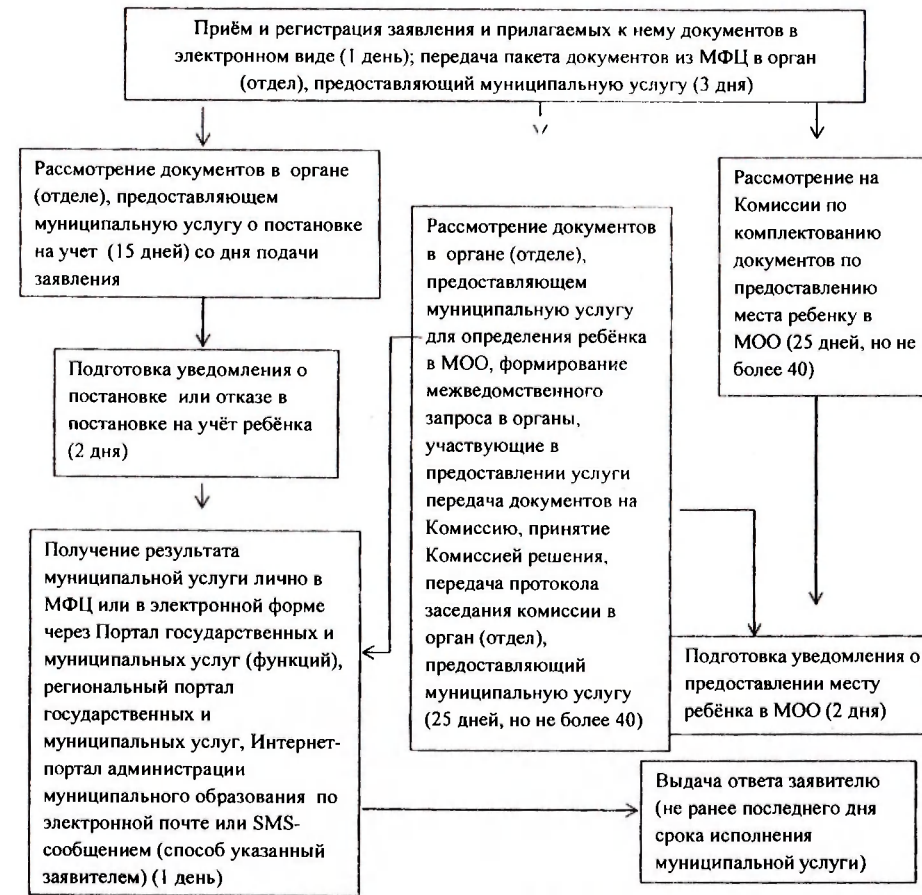 Приём и регистрация заявления и прилагаемых к нему документов в
электронном виде (1 день); передача пакета документов из МФЦ в орган
(отдел), предоставляющий муниципальную услугу (3 дня)
Рассмотрение документов в органе
(отделе), предоставляющем
муниципальную услугу о постановке
на учет (15 дней) со дня подачи
заявления
Подготовка уведомления о
постановке или отказе в
постановке на учёт ребёнка
(2 дня)
Получение результата
муниципальной услуги лично в
МФЦ или в электронной форме
через Портал государственных и
муниципальных услуг (функций),
региональный портал
государственных и
муниципальных услуг, Интернет-
портал администрации
муниципального образования по
электронной почте или SMS-
сообщением (способ указанный
заявителем) (1 день)
Рассмотрение документов
в органе (отделе),
предоставляющем
муниципальную услугу
для определения ребёнка
в МОО, формирование
межведомственного
запроса в органы,
участвующие в
предоставлении услуги
передача документов на
Комиссию, принятие
Комиссией решения,
передача протокола
заседания комиссии в
орган (отдел),
предоставляющий
муниципальную услугу
(25 дней, но не более 40)
Рассмотрение на
Комиссии по
комплектованию
документов по
предоставлению
места ребенку в
МОО (25 дней, но не
более 40)
Подготовка уведомления о
предоставлении месту
ребёнка в МОО (2 дня)
Выдача ответа заявителю
(не ранее последнего дня
срока исполнения
муниципальной услуги)